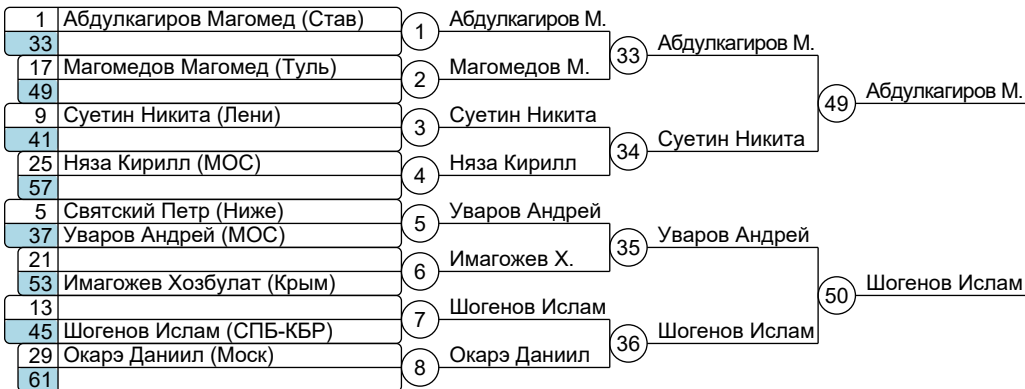 1 Абдулкагиров Магомед (Став)
33
17 Магомедов Магомед (Туль)
49
9 Суетин Никита (Лени)
41
25 Няза Кирилл (МОС)
57
5 Святский Петр (Ниже)
37 Уваров Андрей (МОС)
21
53 Имагожев Хозбулат (Крым)
13
45 Шогенов Ислам (СПБ-КБР)
29 Окарэ Даниил (Моск)
61
1 Абдулкагиров М.
2 Магомедов М.
3 Суетин Никита
4 Няза Кирилл
5 Уваров Андрей
6 Имагожев Х.
7 Шогенов Ислам
8 Окарэ Даниил
33 Абдулкагиров М.
34 Суетин Никита
35 Уваров Андрей
36 Шогенов Ислам
49 Абдулкагиров М.
50 Шогенов Ислам